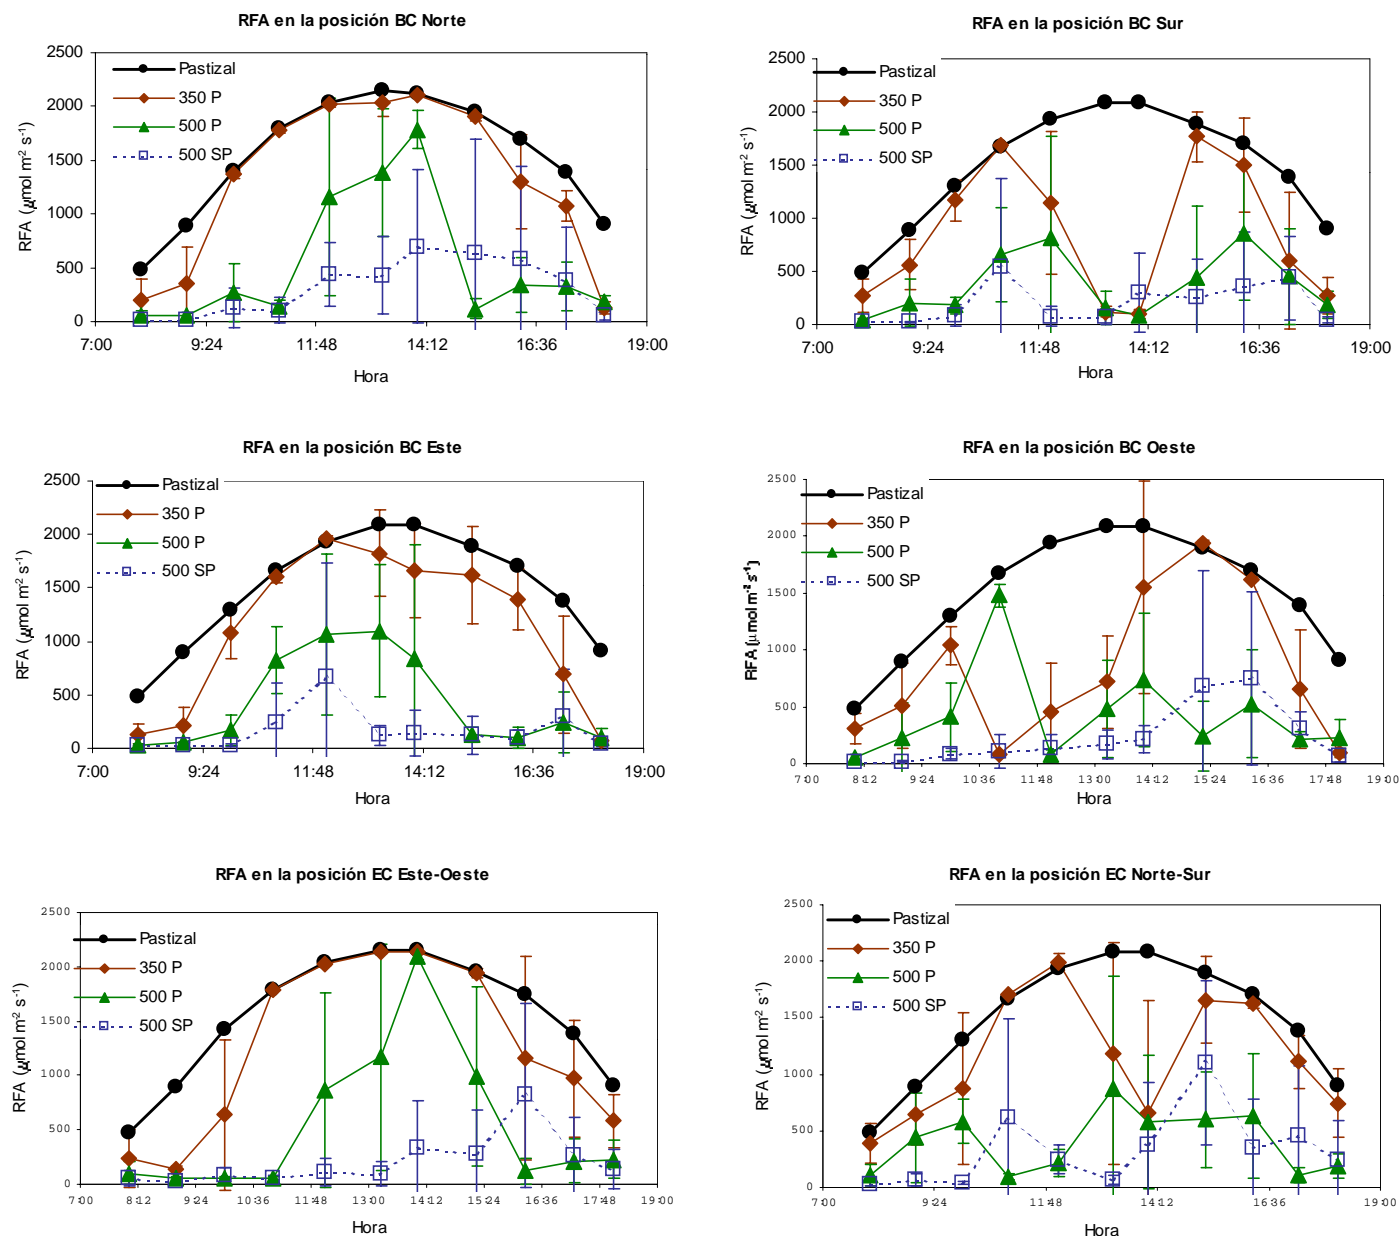 RFA en la posición BC Norte
2500
2000
1500
1000
500
0
RFA (µmol m-2 s-1)
Pastizal
350 P
500 P
500 SP
7:00 9:24 11:48 14:12 16:36 19:00
Hora
RFA en la posición BC Sur
2500
2000
1500
1000
500
0
RFA (µmol m-2 s-1)
Pastizal
350 P
500 P
500 SP
7:00 9:24 11:48 14:12 16:36 19:00
Hora
RFA en la posición BC Este
2500
2000
1500
1000
500
0
RFA (µmol m-2 s-1)
Pastizal
350 P
500 P
500 SP
7:00 9:24 11:48 14:12 16:36 19:00
Hora
RFA en la posición BC Oeste
2500
2000
1500
1000
500
0
RFA (µmol m-2 s-1)
Pastizal
350 P
500 P
500 SP
7:00 8:12 9:24 10:36 11:48 13:00 14:12 15:24 16:36 17:48 19:00
Hora
RFA en la posición EC Este-Oeste
2500
2000
1500
1000
500
0
RFA (µmol m-2 s-1)
Pastizal
350 P
500 P
500 SP
7:00 8:12 9:24 10:36 11:48 13:00 14:12 15:24 16:36 17:48 19:00
Hora
RFA en la posición EC Norte-Sur
2500
2000
1500
1000
500
0
RFA (µmol m-2 s-1)
Pastizal
350 P
500 P
500 SP
7:00 9:24 11:48 14:12 16:36 19:00
Hora